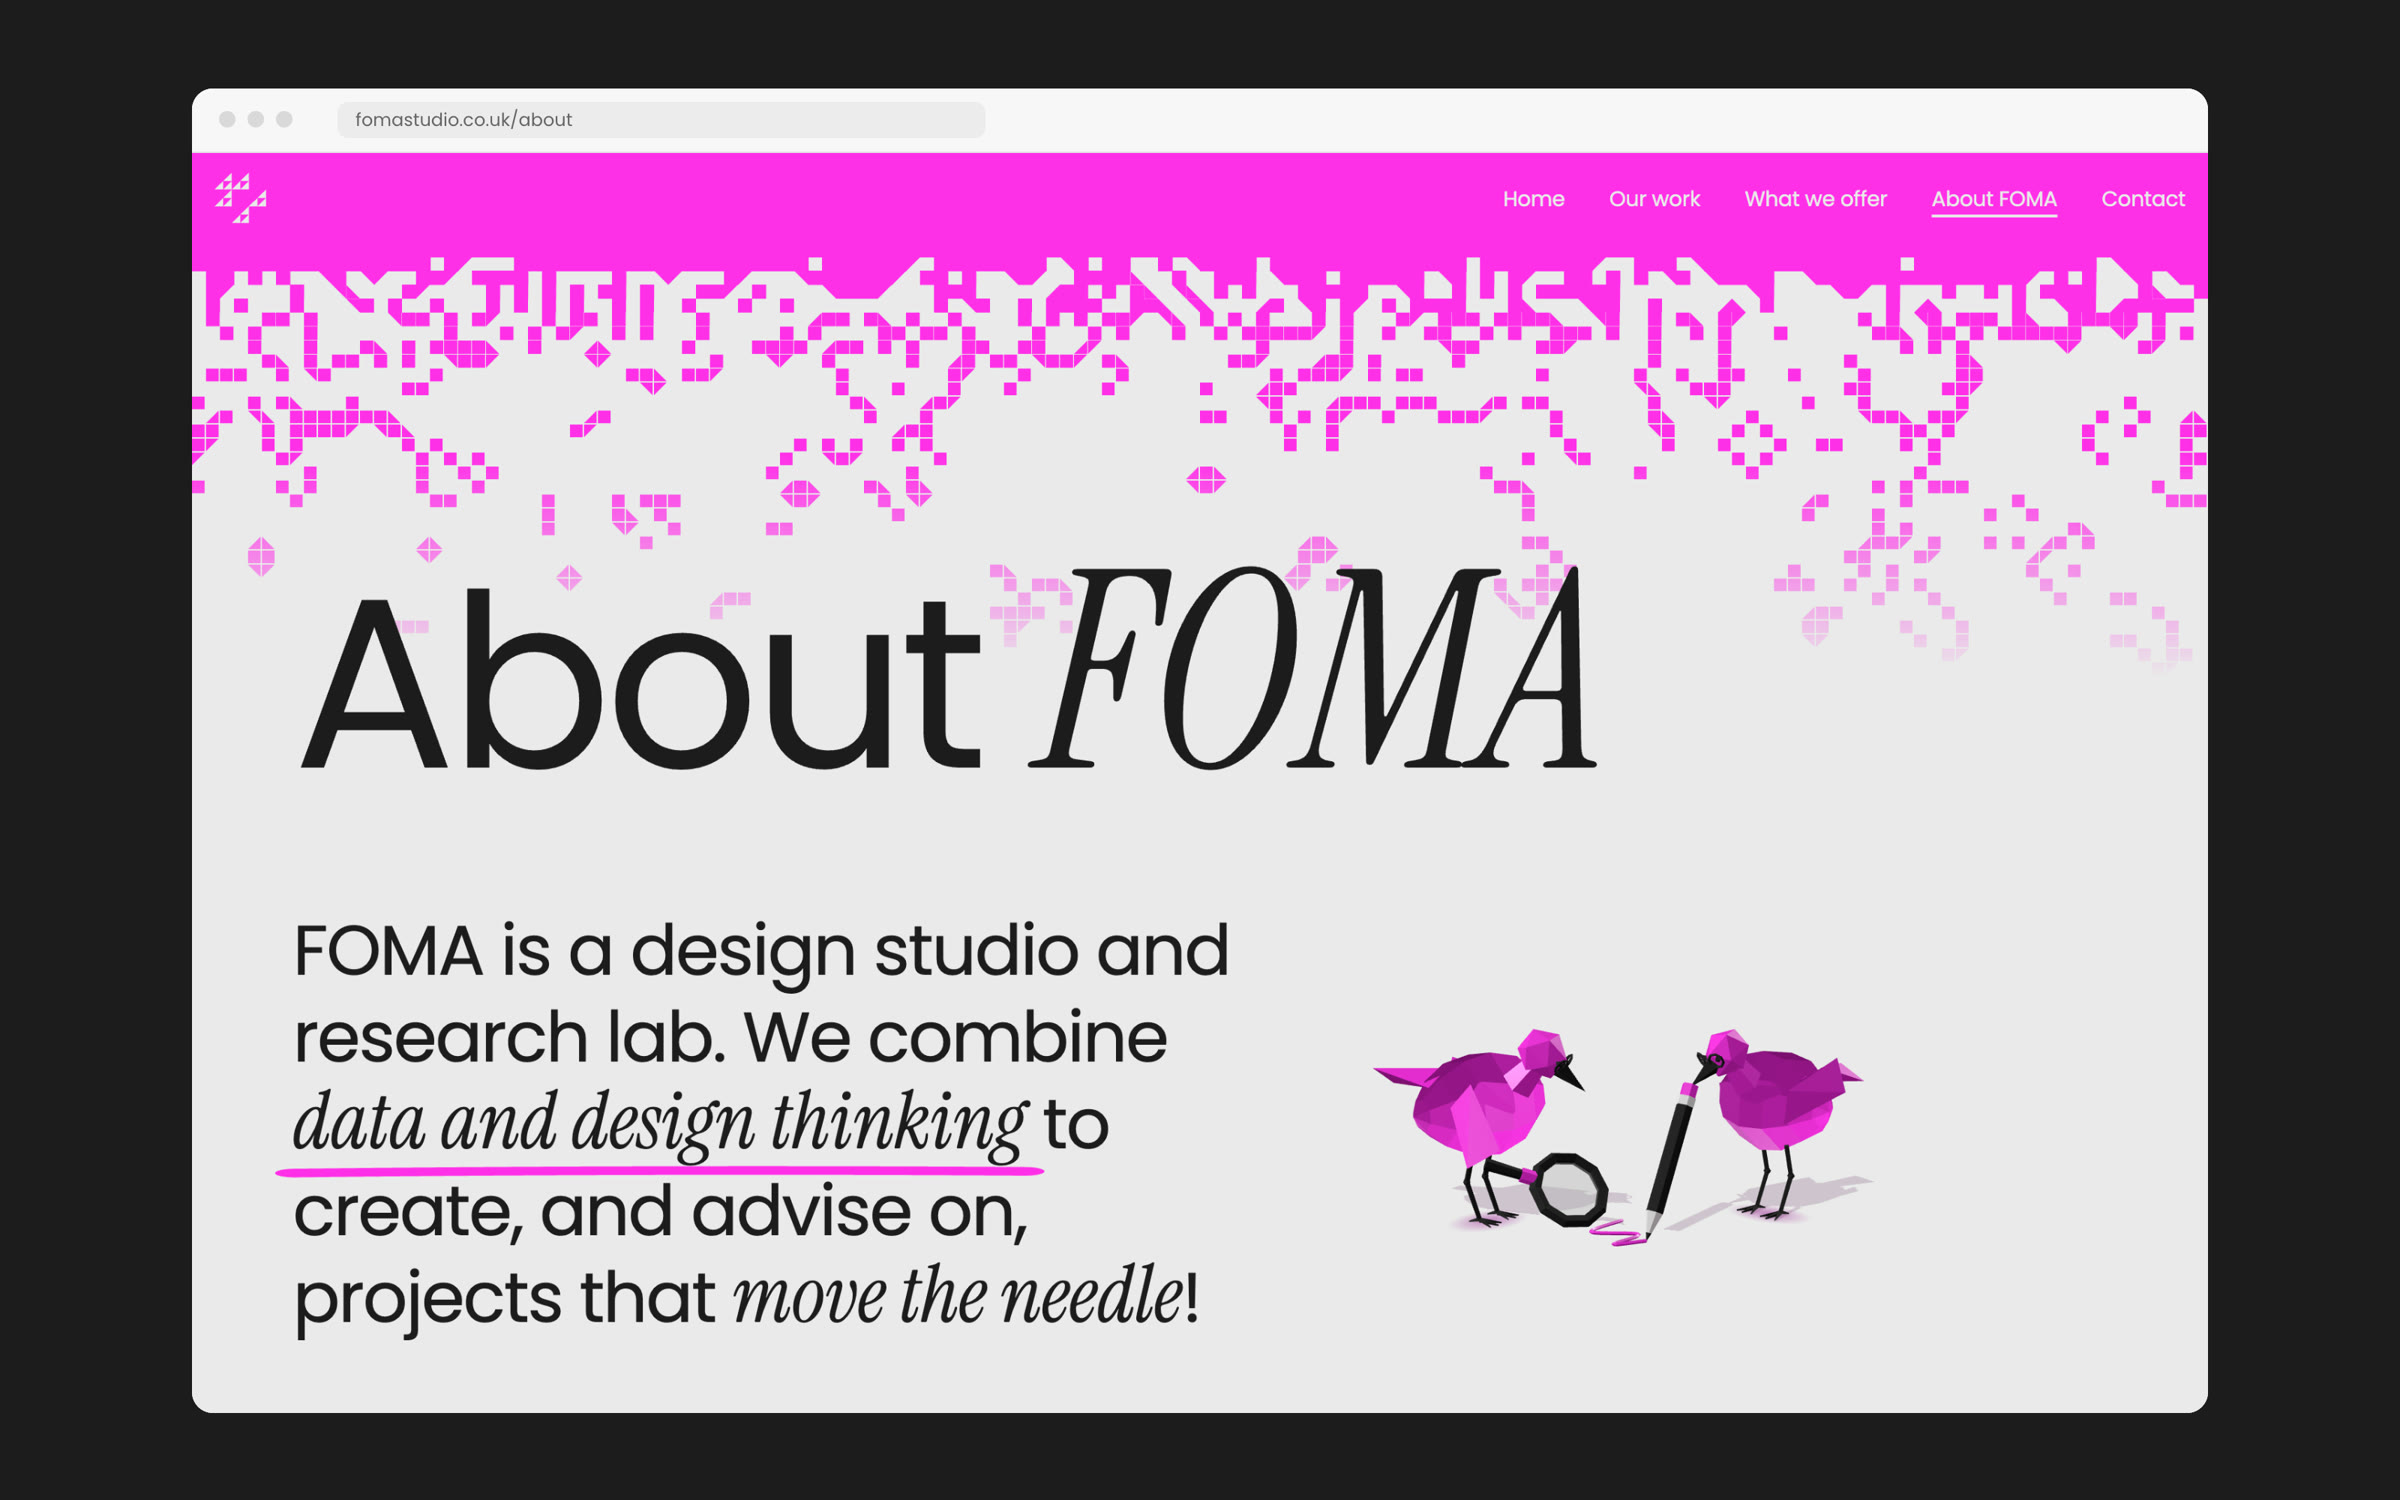 fomastudio.co.uk/about
Home Our work What we offer About FOMA Contact
About FOMA
FOMA is a design studio and
research lab. We combine
data and design thinking to
create, and advise on,
projects that move the needle!